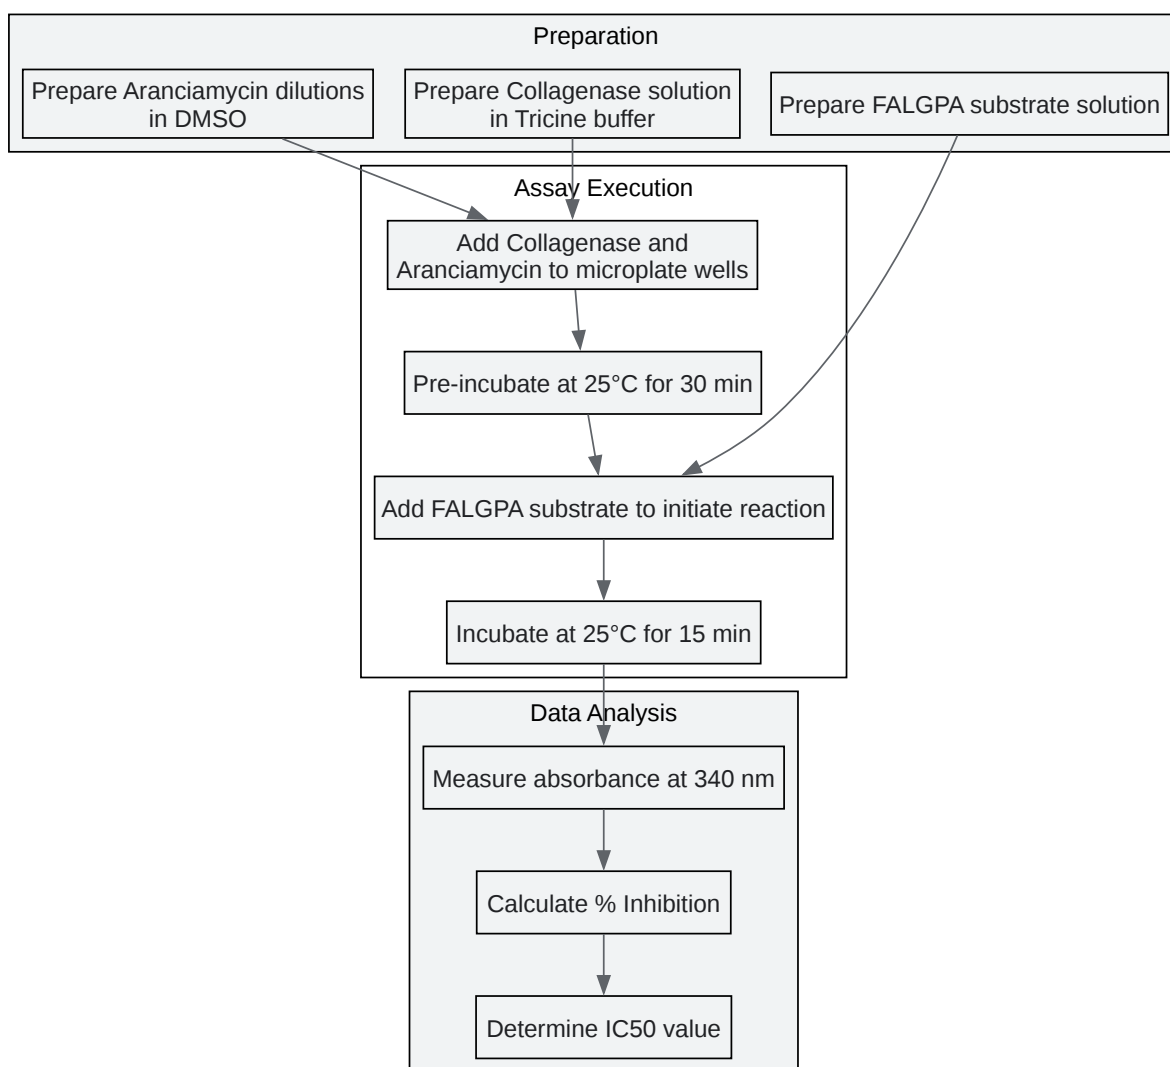 Preparation
Prepare Aranciamycin dilutions
in DMSO
Prepare Collagenase solution
in Tricine buffer
Prepare FALGPA substrate solution
Assay Execution
Add Collagenase and
Aranciamycin to microplate wells
Pre-incubate at 25°C for 30 min
Add FALGPA substrate to initiate reaction
Incubate at 25°C for 15 min
Data Analysis
Measure absorbance at 340 nm
Calculate % Inhibition
Determine IC50 value